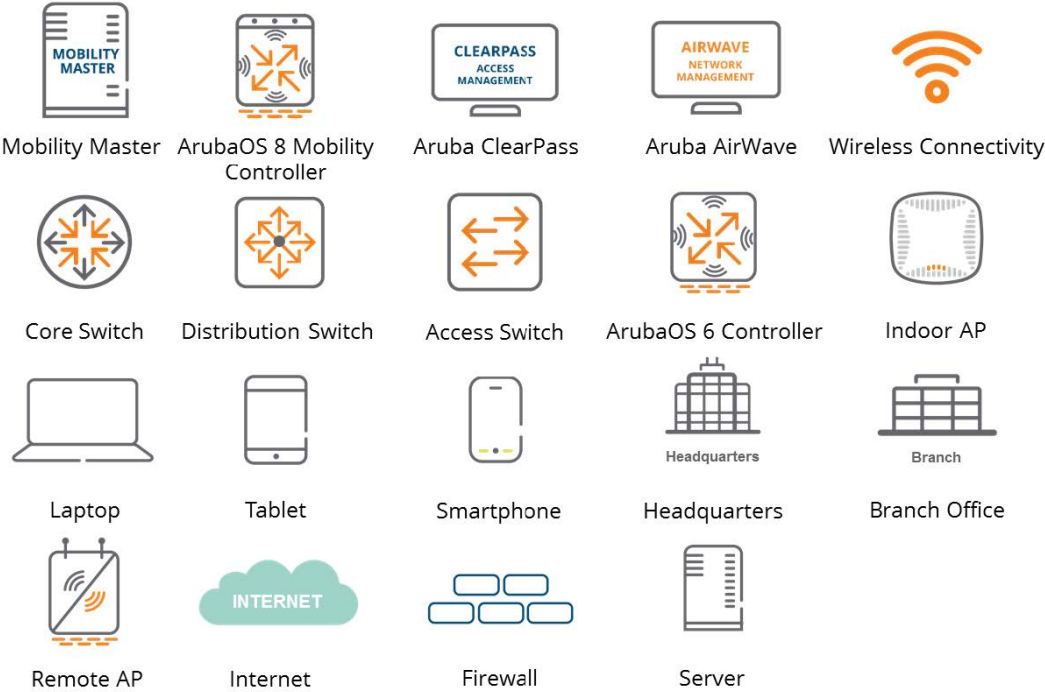 MOBILITY
MASTER
CLEARPASS
ACCESS
MANAGEMENT
AIRWAVE
NETWORK
MANAGEMENT
Mobility Master
ArubaOS 8 Mobility
Controller
Aruba ClearPass
Aruba AirWave
Wireless Connectivity
Core Switch
Distribution Switch
Access Switch
ArubaOS 6 Controller
Indoor AP
Headquarters
Branch
Laptop
Tablet
Smartphone
Headquarters
Branch Office
INTERNET
Remote AP
Internet
Firewall
Server